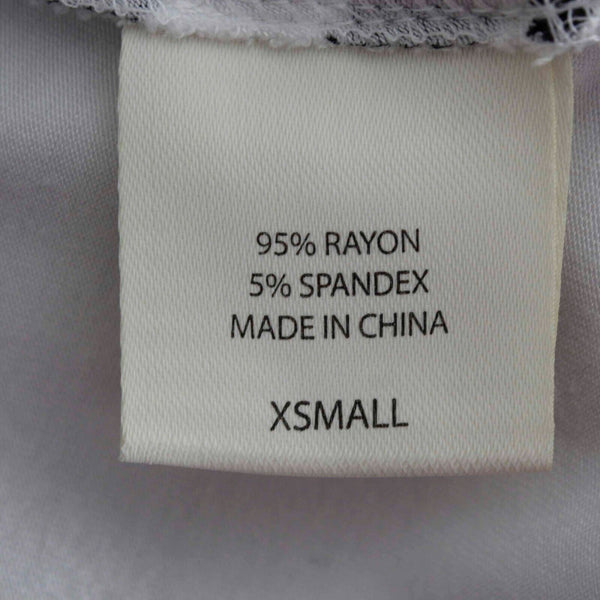 95% RAYON
5% SPANDEX
MADE IN CHINA
XSMALL